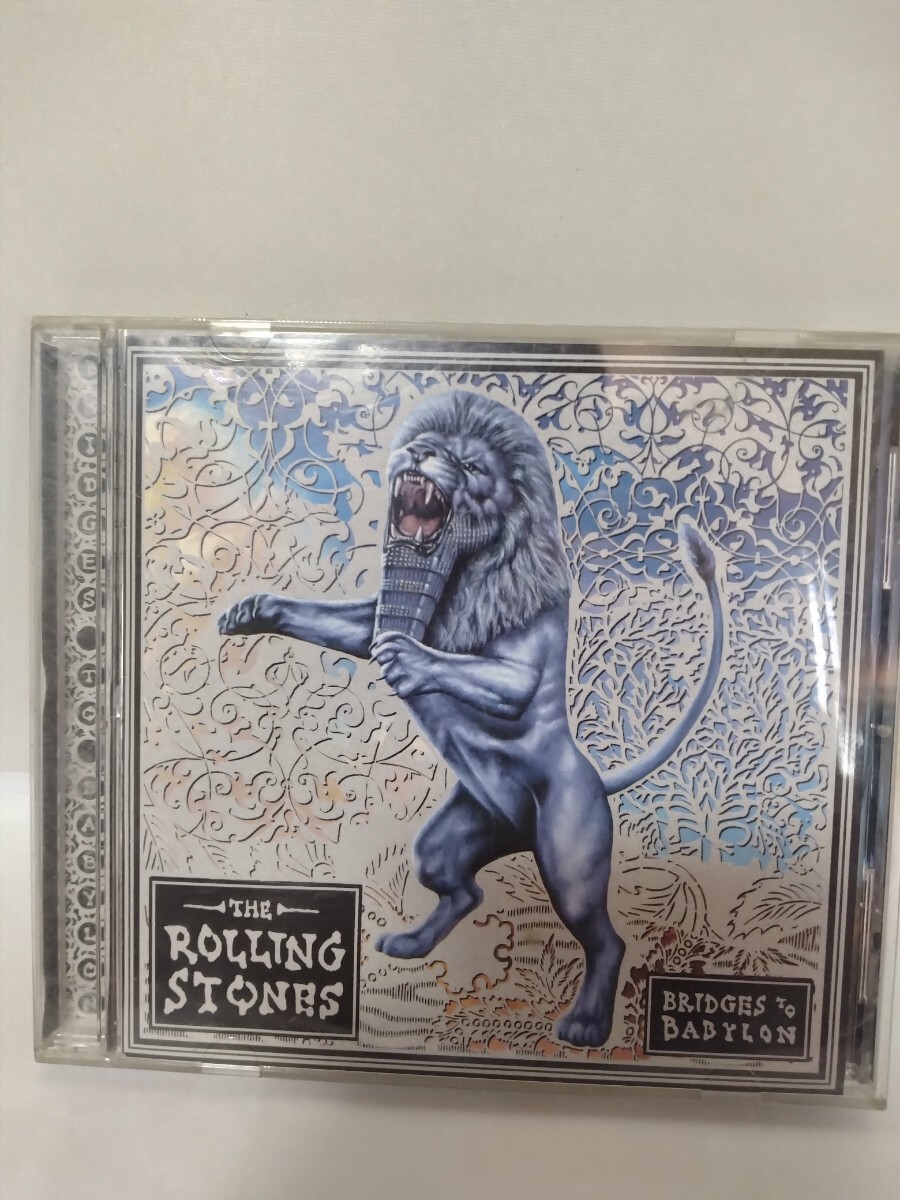 THE
ROLLING
STONES
BRIDGES TO
BABYLON